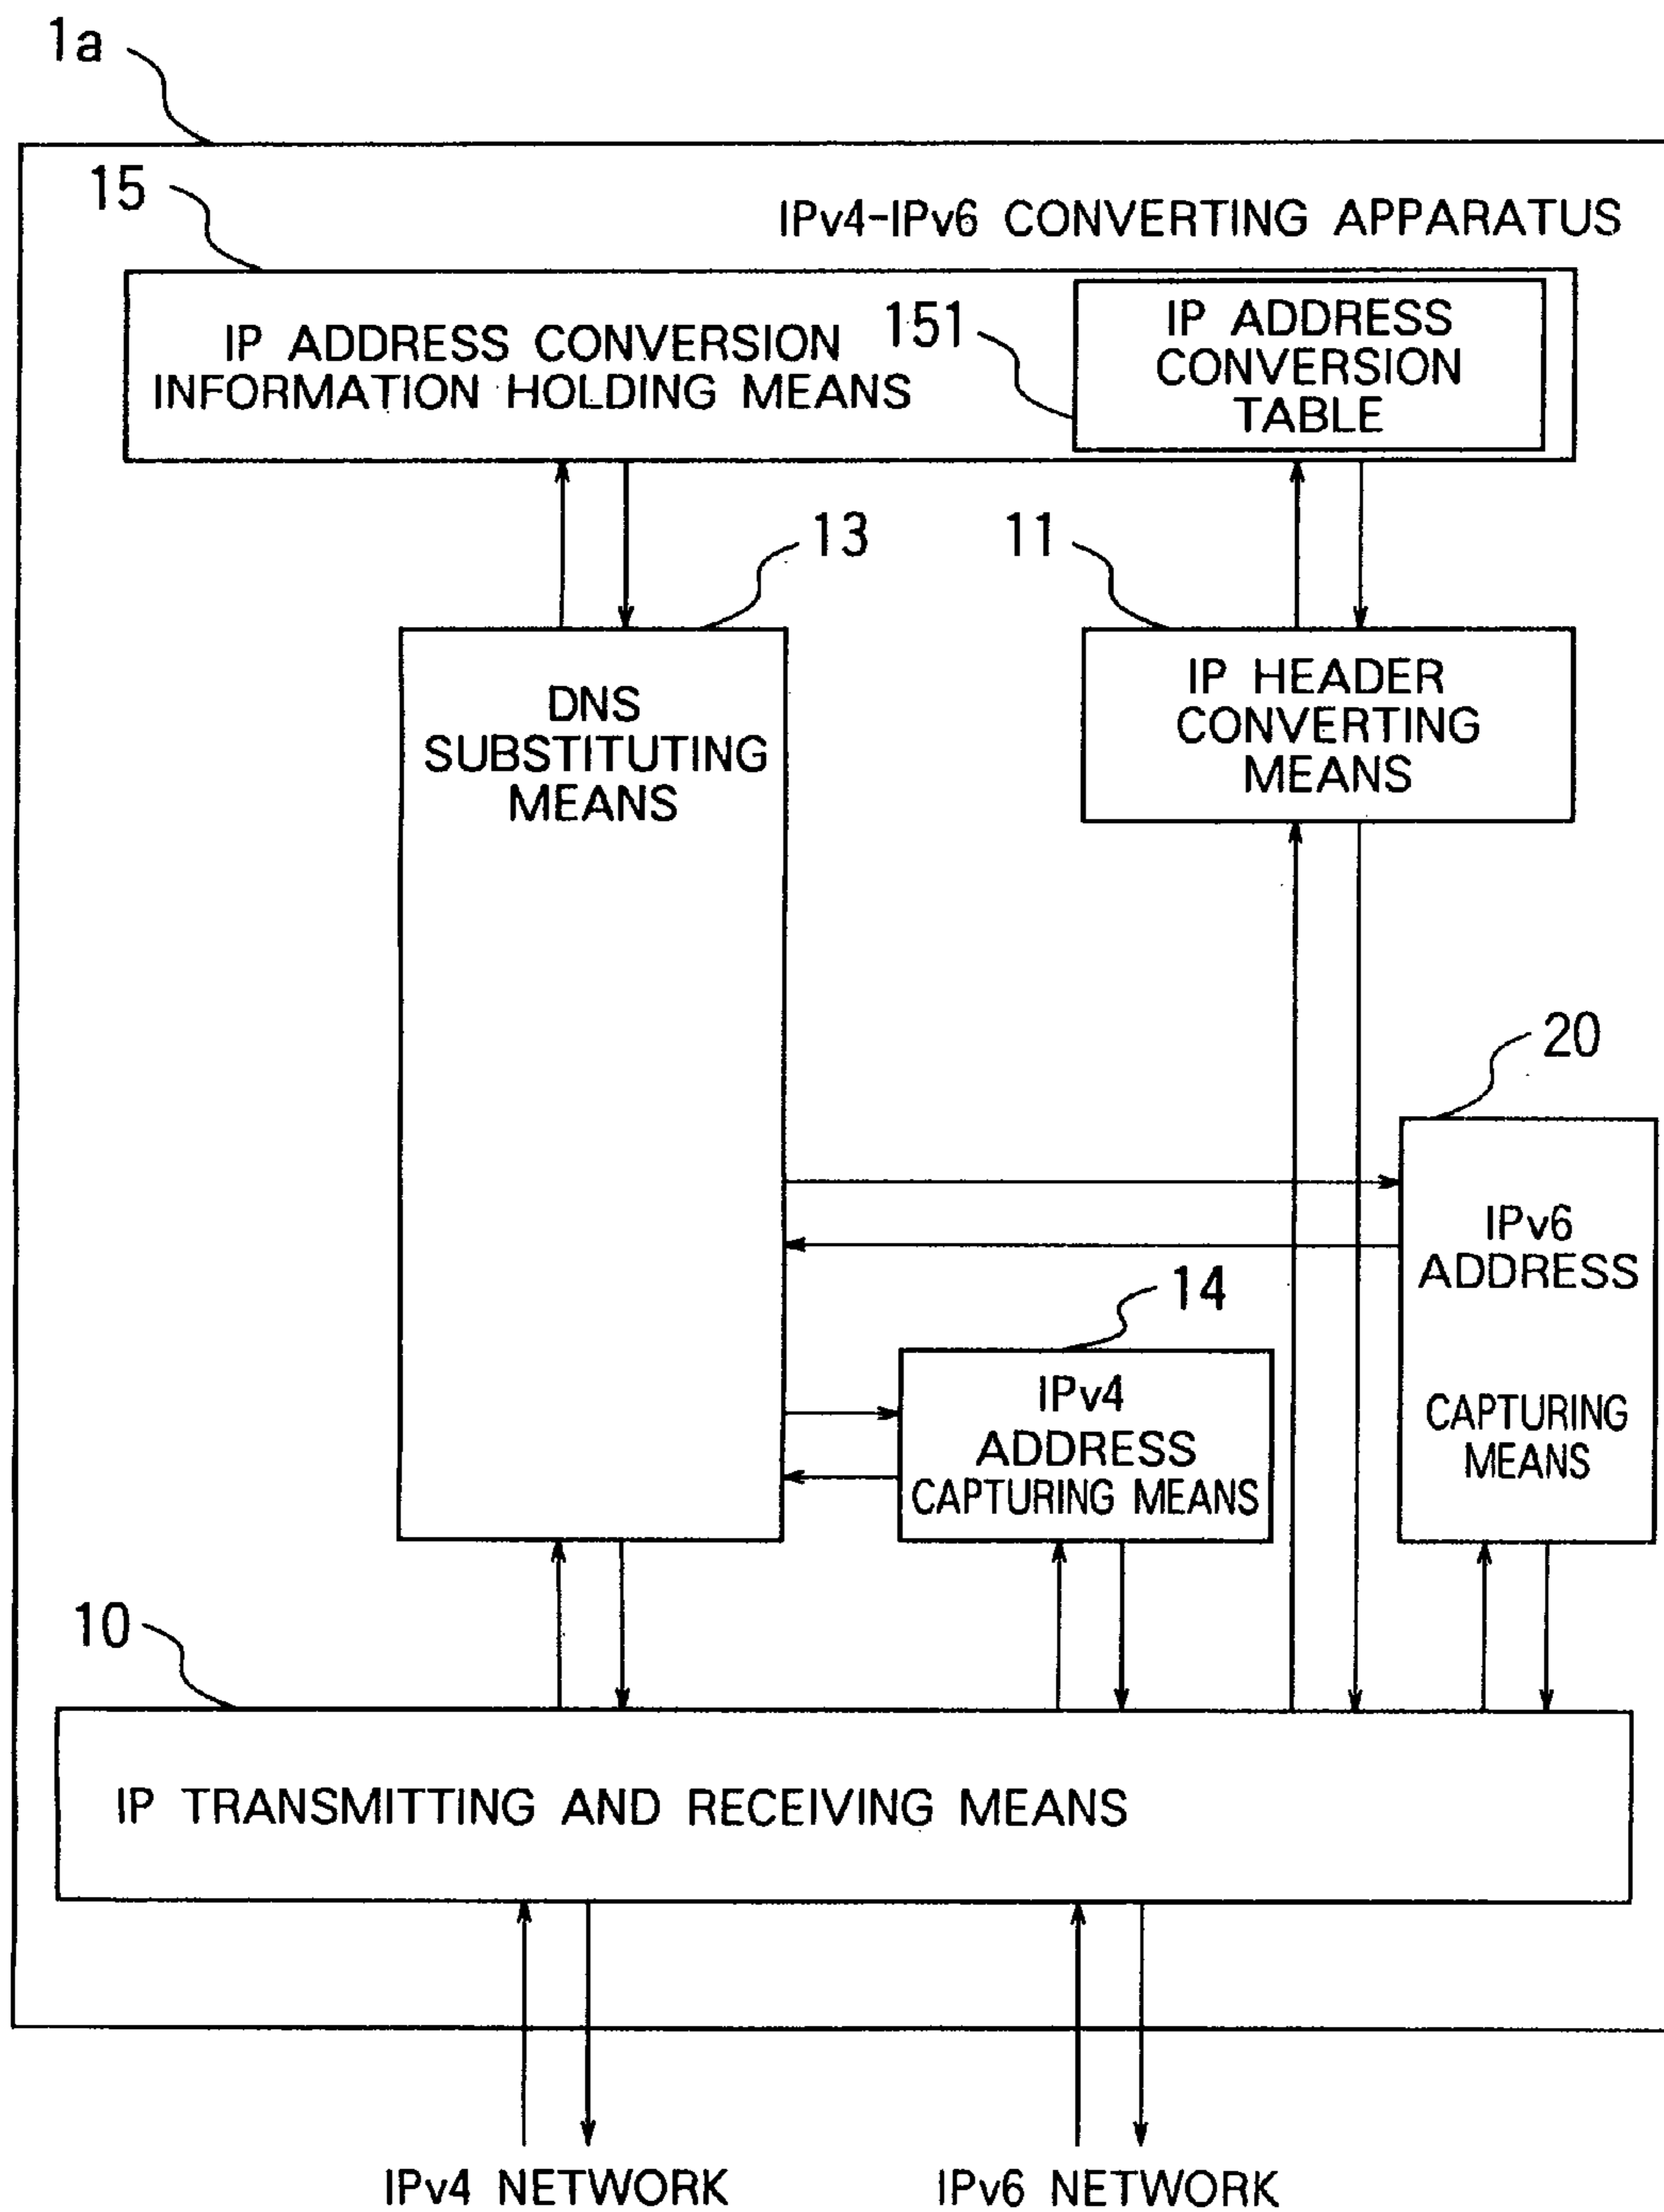 1a
15
IPv4-IPv6 CONVERTING APPARATUS
IP ADDRESS CONVERSION
INFORMATION HOLDING MEANS
151
IP ADDRESS
CONVERSION
TABLE
13
11
DNS
SUBSTITUTING
MEANS
IP HEADER
CONVERTING
MEANS
20
IPv6
ADDRESS
CAPTURING
MEANS
14
IPv4
ADDRESS
CAPTURING MEANS
10
IP TRANSMITTING AND RECEIVING MEANS
IPv4 NETWORK
IPv6 NETWORK